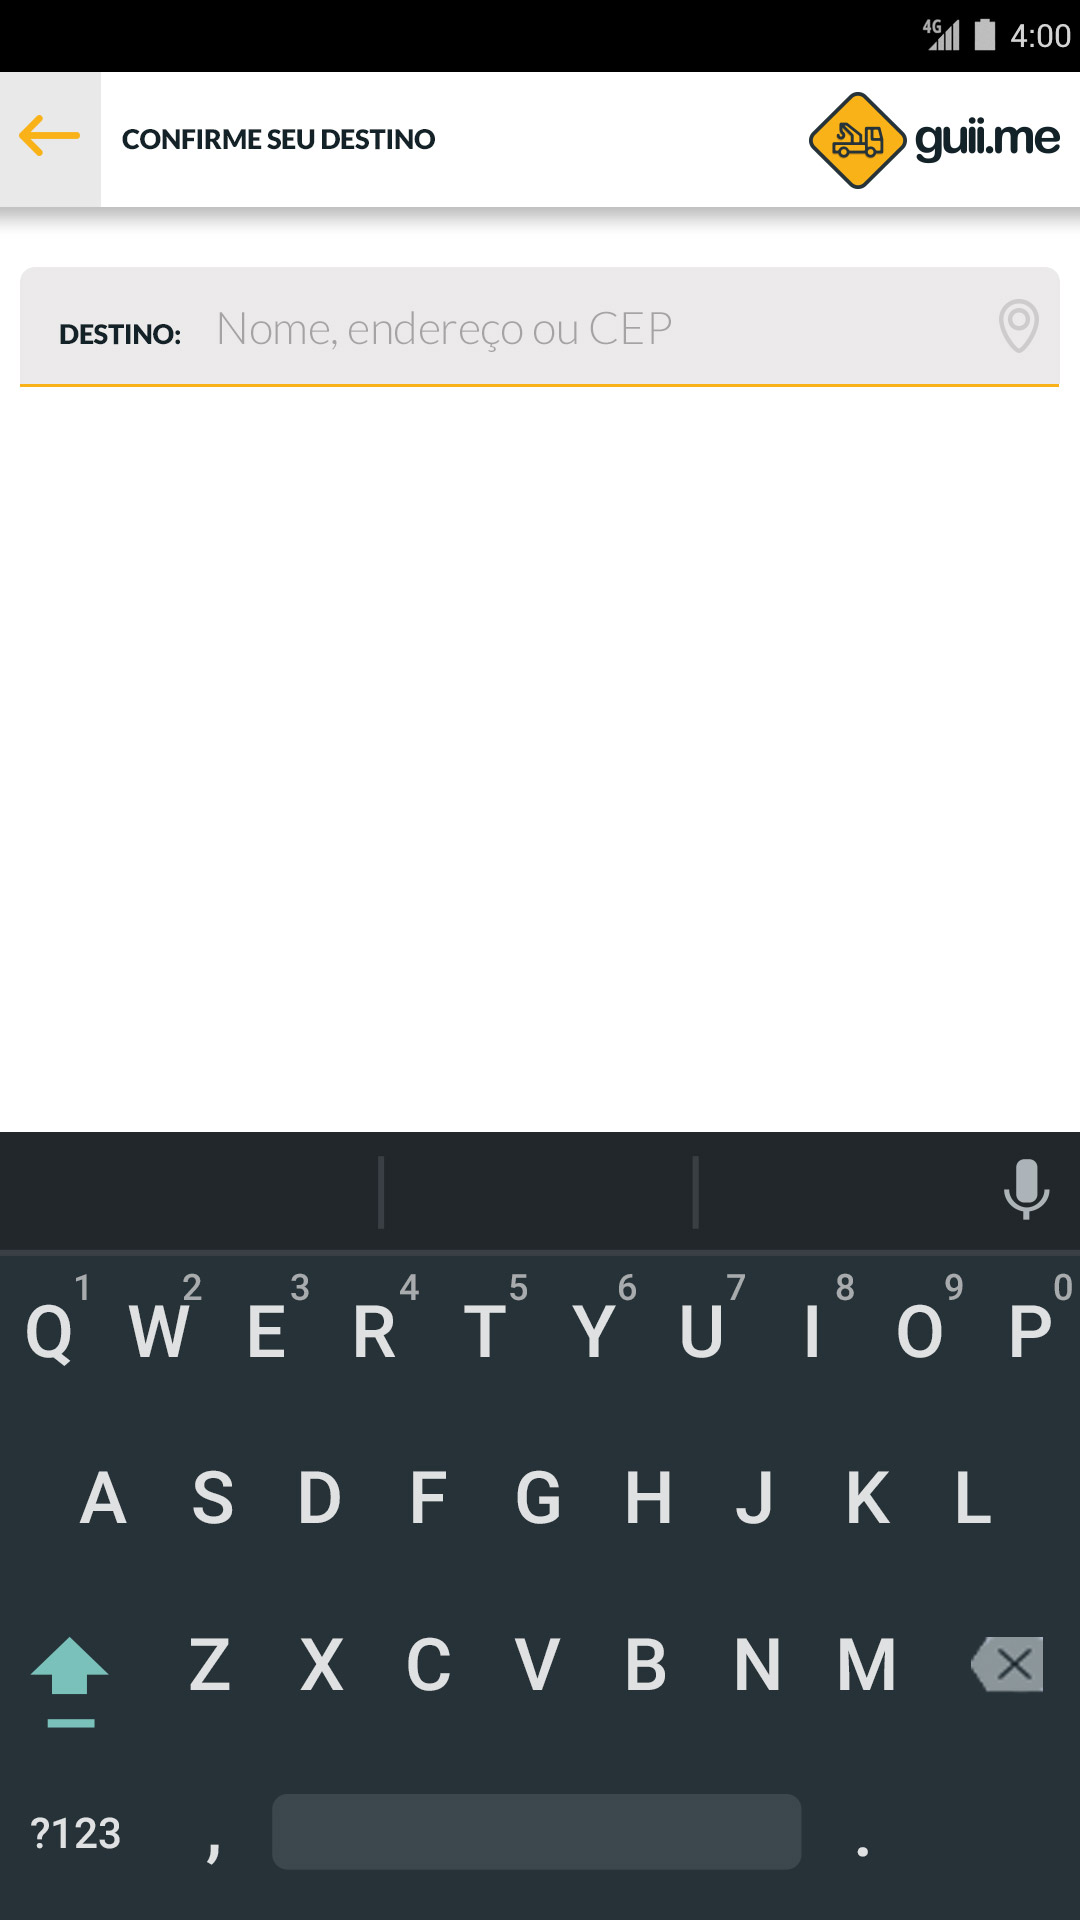 4G 4:00
CONFIRME SEU DESTINO guii.me
DESTINO: Nome, endereço ou CEP
1 2 3 4 5 6 7 8 9 0
Q W E R T Y U I O P
A S D F G H J K L
Z X C V B N M
?123 , .